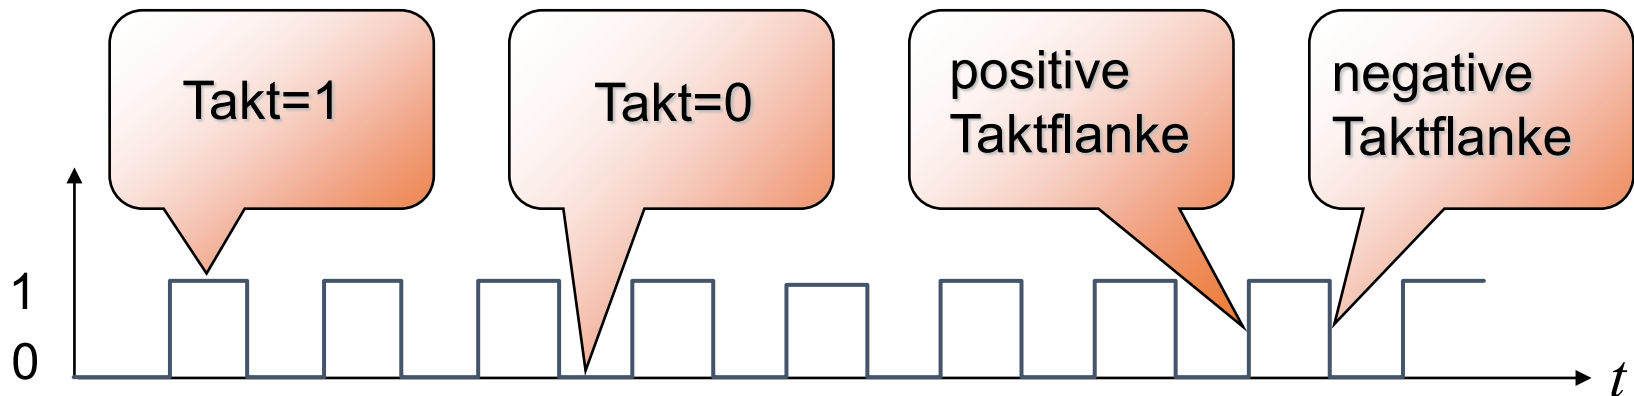 Takt=1
Takt=0
positive
Taktflanke
negative
Taktflanke
1
0
t